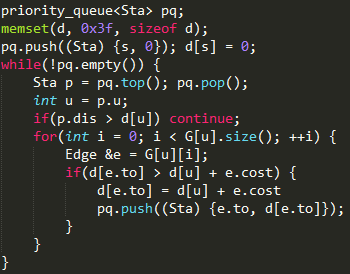 priority_queue<Sta> pq;
memset(d, 0x3f, sizeof d);
pq.push((Sta) {s, 0}); d[s] = 0;
while(!pq.empty()) {
    Sta p = pq.top(); pq.pop();
    int u = p.u;
    if(p.dis > d[u]) continue;
    for(int i = 0; i < G[u].size(); ++i) {
        Edge &e = G[u][i];
        if(d[e.to] > d[u] + e.cost) {
            d[e.to] = d[u] + e.cost
            pq.push((Sta) {e.to, d[e.to]});
        }
    }
}